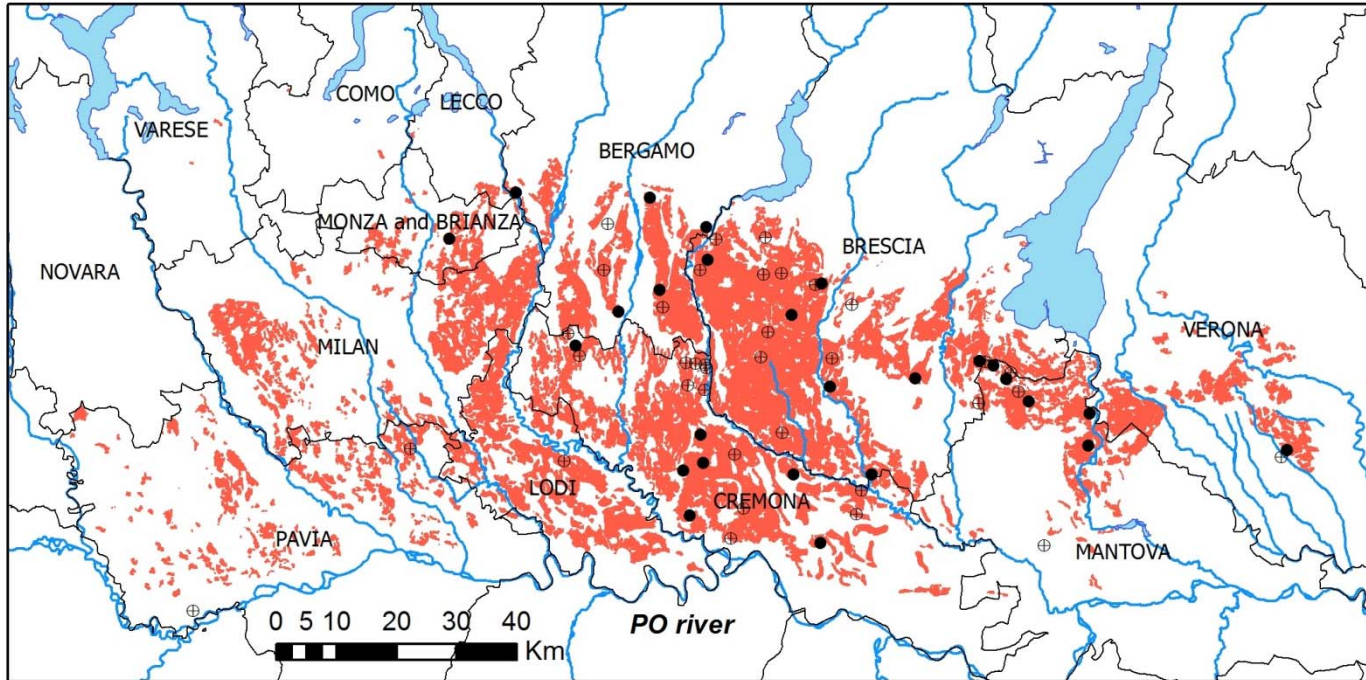 COMO
LECCO
VARESE
BERGAMO
MONZA and BRIANZA
BRESCIA
NOVARA
VERONA
MILAN
LODI
CREMONA
PAVIA
MANTOVA
0 5 10 20 30 40
Km
PO river